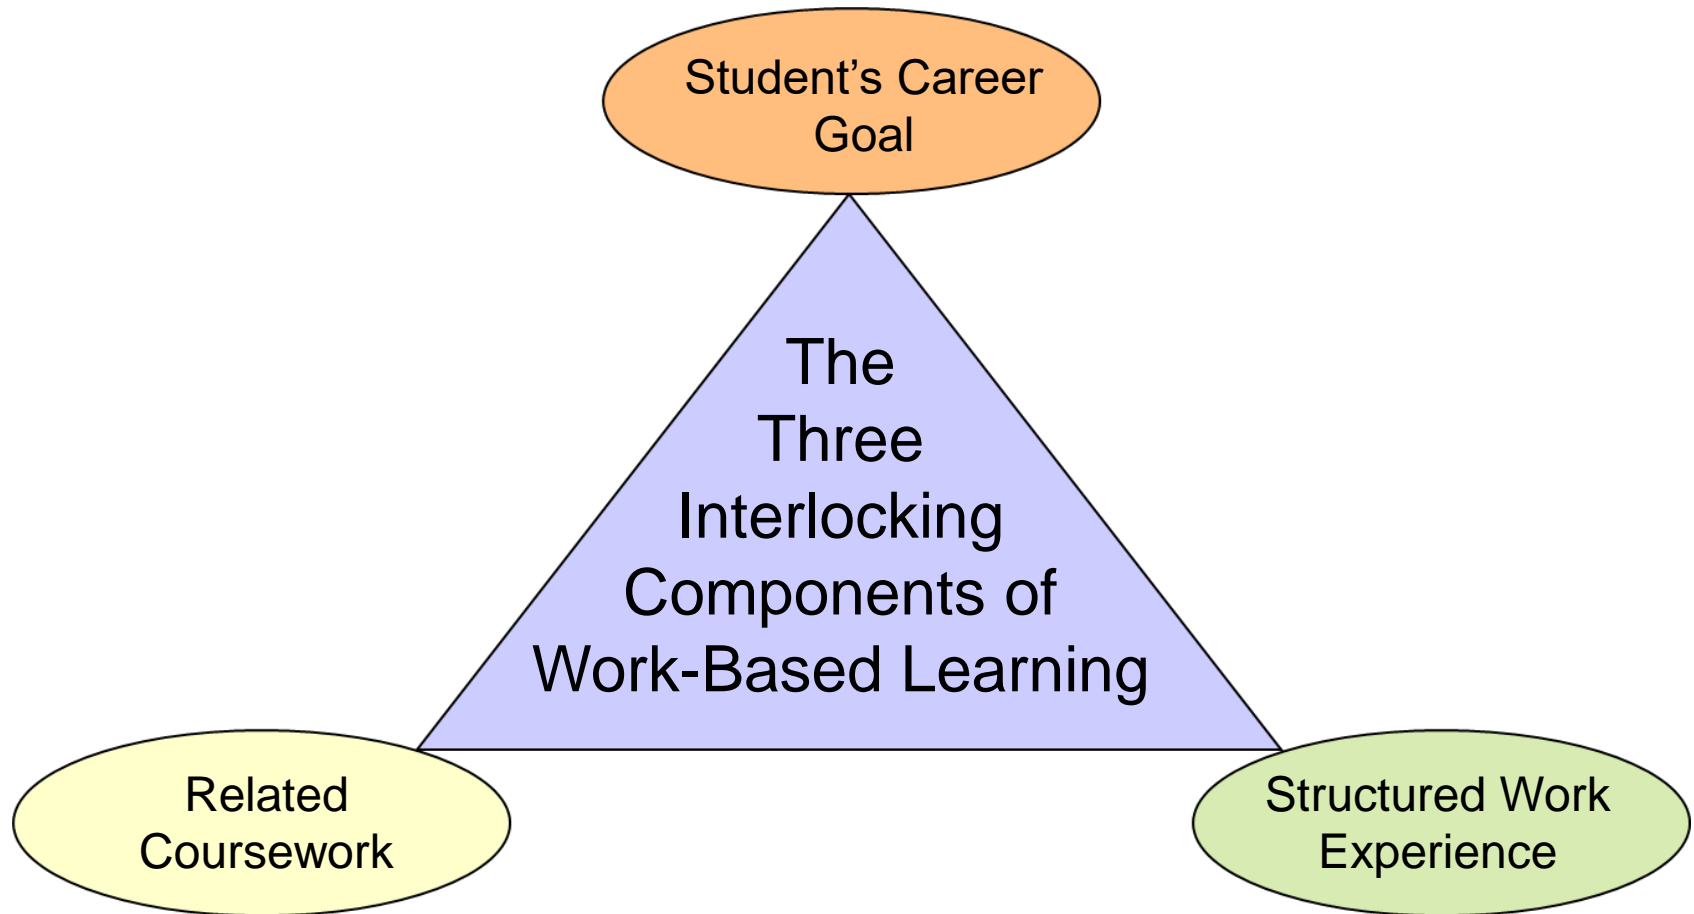 Student’s Career
Goal
The
Three
Interlocking
Components of
Work-Based Learning
Related
Coursework
Structured Work
Experience